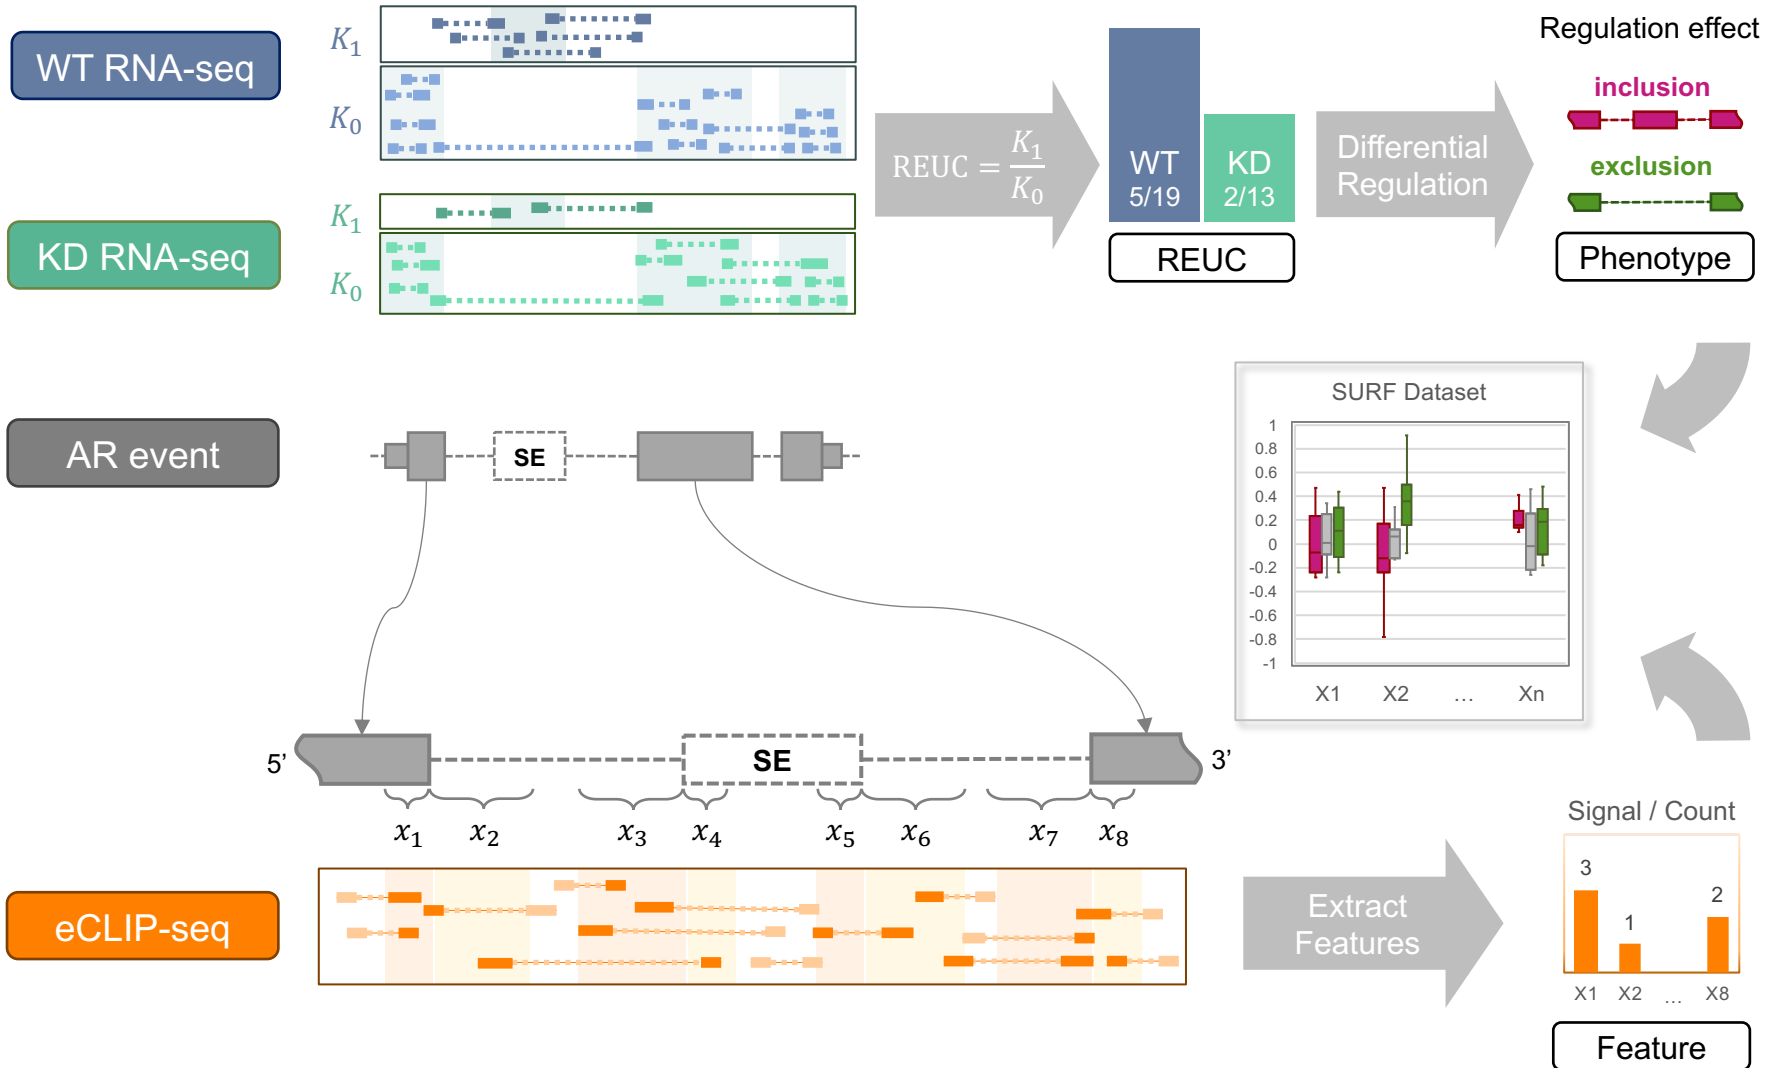 WT RNA-seq
K1
K0
REUC = K1/K0
WT
5/19
KD
2/13
REUC
Differential
Regulation
Regulation effect
inclusion
exclusion
Phenotype
KD RNA-seq
K1
K0
AR event
SE
SURF Dataset
1
0.8
0.6
0.4
0.2
0
-0.2
-0.4
-0.6
-0.8
-1
X1 X2 ... Xn
5’ SE 3’
x1 x2 x3 x4 x5 x6 x7 x8
eCLIP-seq
Extract
Features
Signal / Count
3
1
2
X1 X2 ... X8
Feature